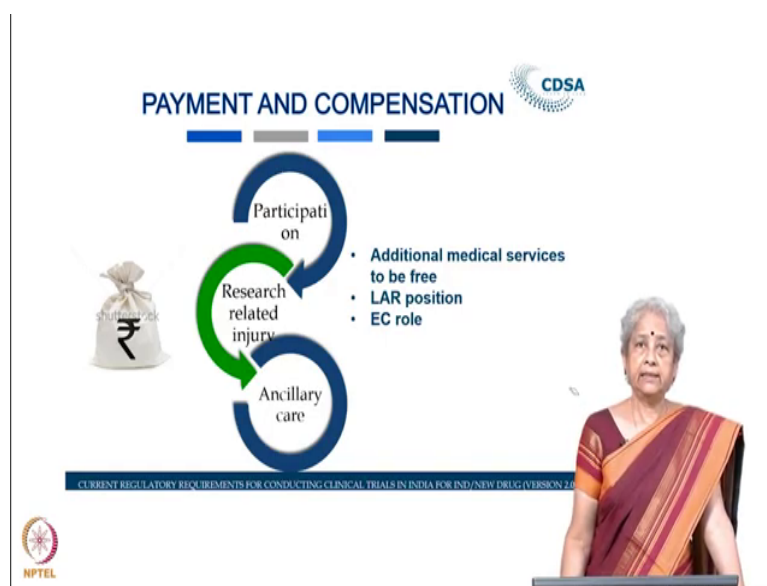 CDSA
PAYMENT AND COMPENSATION
Participati
on
Research
related
injury
Ancillary
care
• Additional medical services
to be free
• LAR position
• EC role
shutterstock
₹
CURRENT REGULATORY REQUIREMENTS FOR CONDUCTING CLINICAL TRIALS IN INDIA FOR IND/NEW DRUG (VERSION 2.0
NPTEL